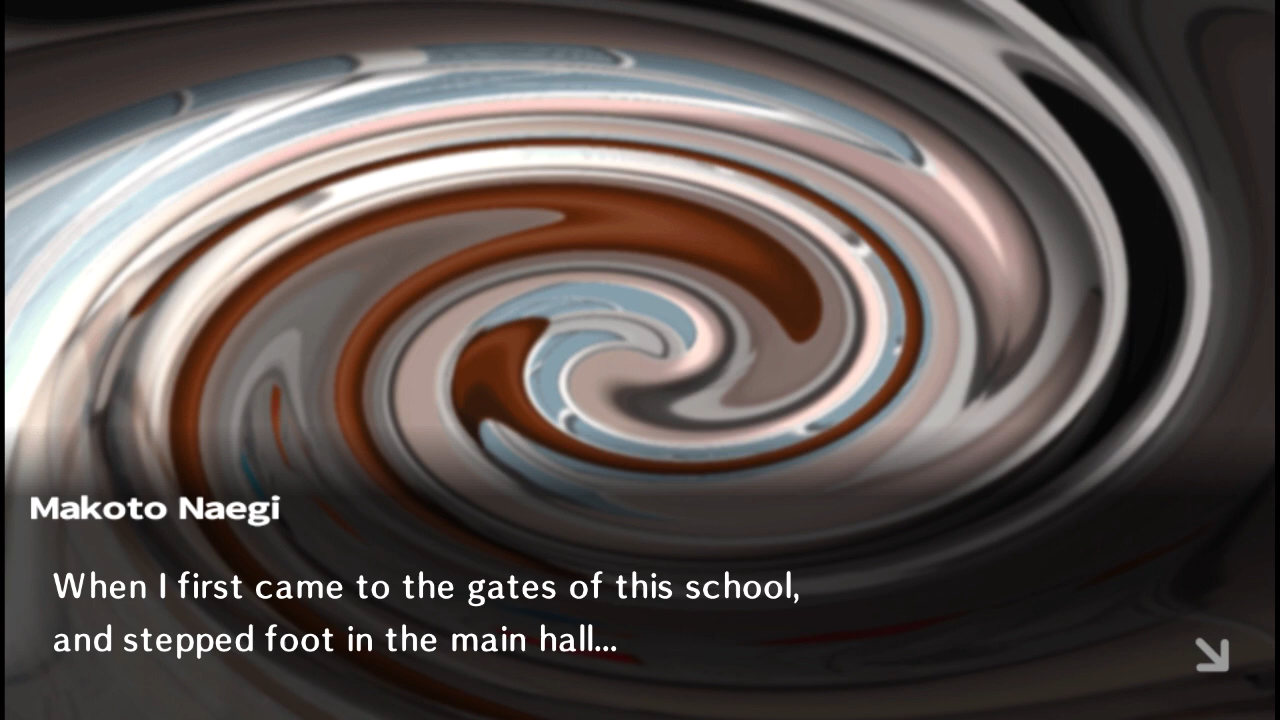 Makoto Naegi
When I first came to the gates of this school,
and stepped foot in the main hall...